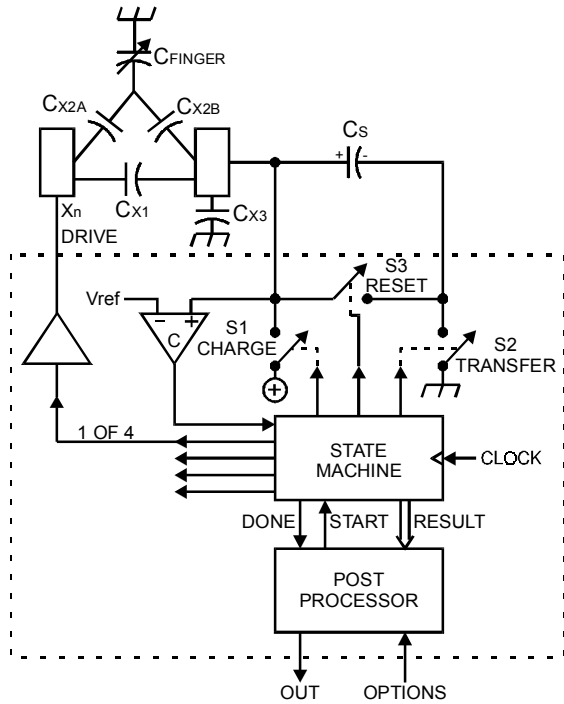 CFINGER
CX2A
CX2B
CS
+
-
CX1
Xn
CX3
DRIVE
S3
RESET
Vref
-
+
C
S1
CHARGE
S2
TRANSFER
+
1 OF 4
STATE
MACHINE
CLOCK
DONE
START
RESULT
POST
PROCESSOR
OUT
OPTIONS